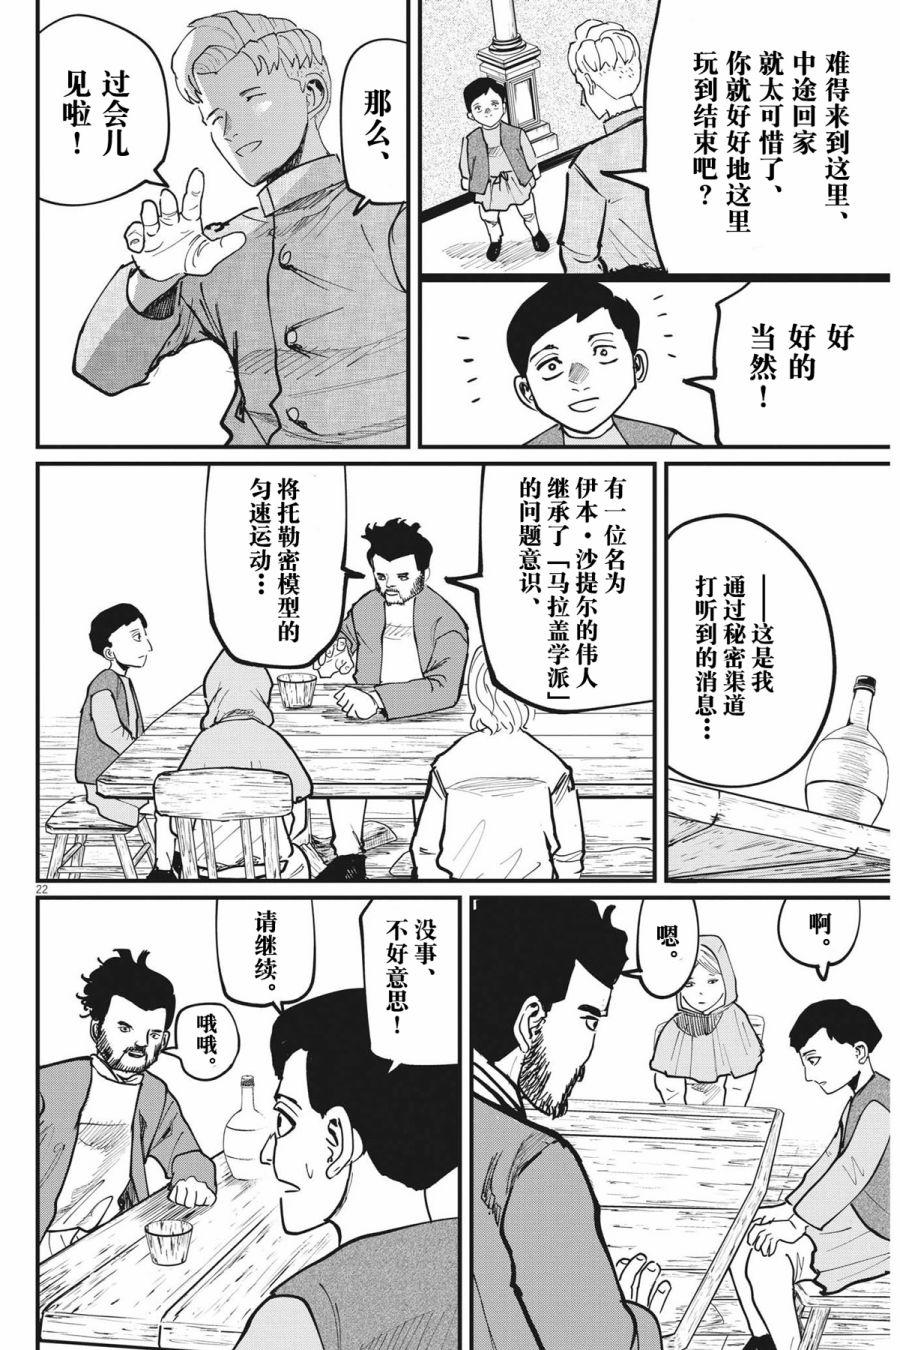 难得来到这里、
中途回家
就太可惜了、
你就好好地这里
玩到结束吧？
那么、
过会儿
见啦！
好
好的
当然！
——这是我
通过秘密渠道
打听到的消息…
有一位名为
伊本·沙提尔的伟人
继承了「马拉盖学派」
的问题意识、
将托勒密模型的
匀速运动…
22
啊。
嗯。
没事、
不好意思！
请继续。
哦
哦。